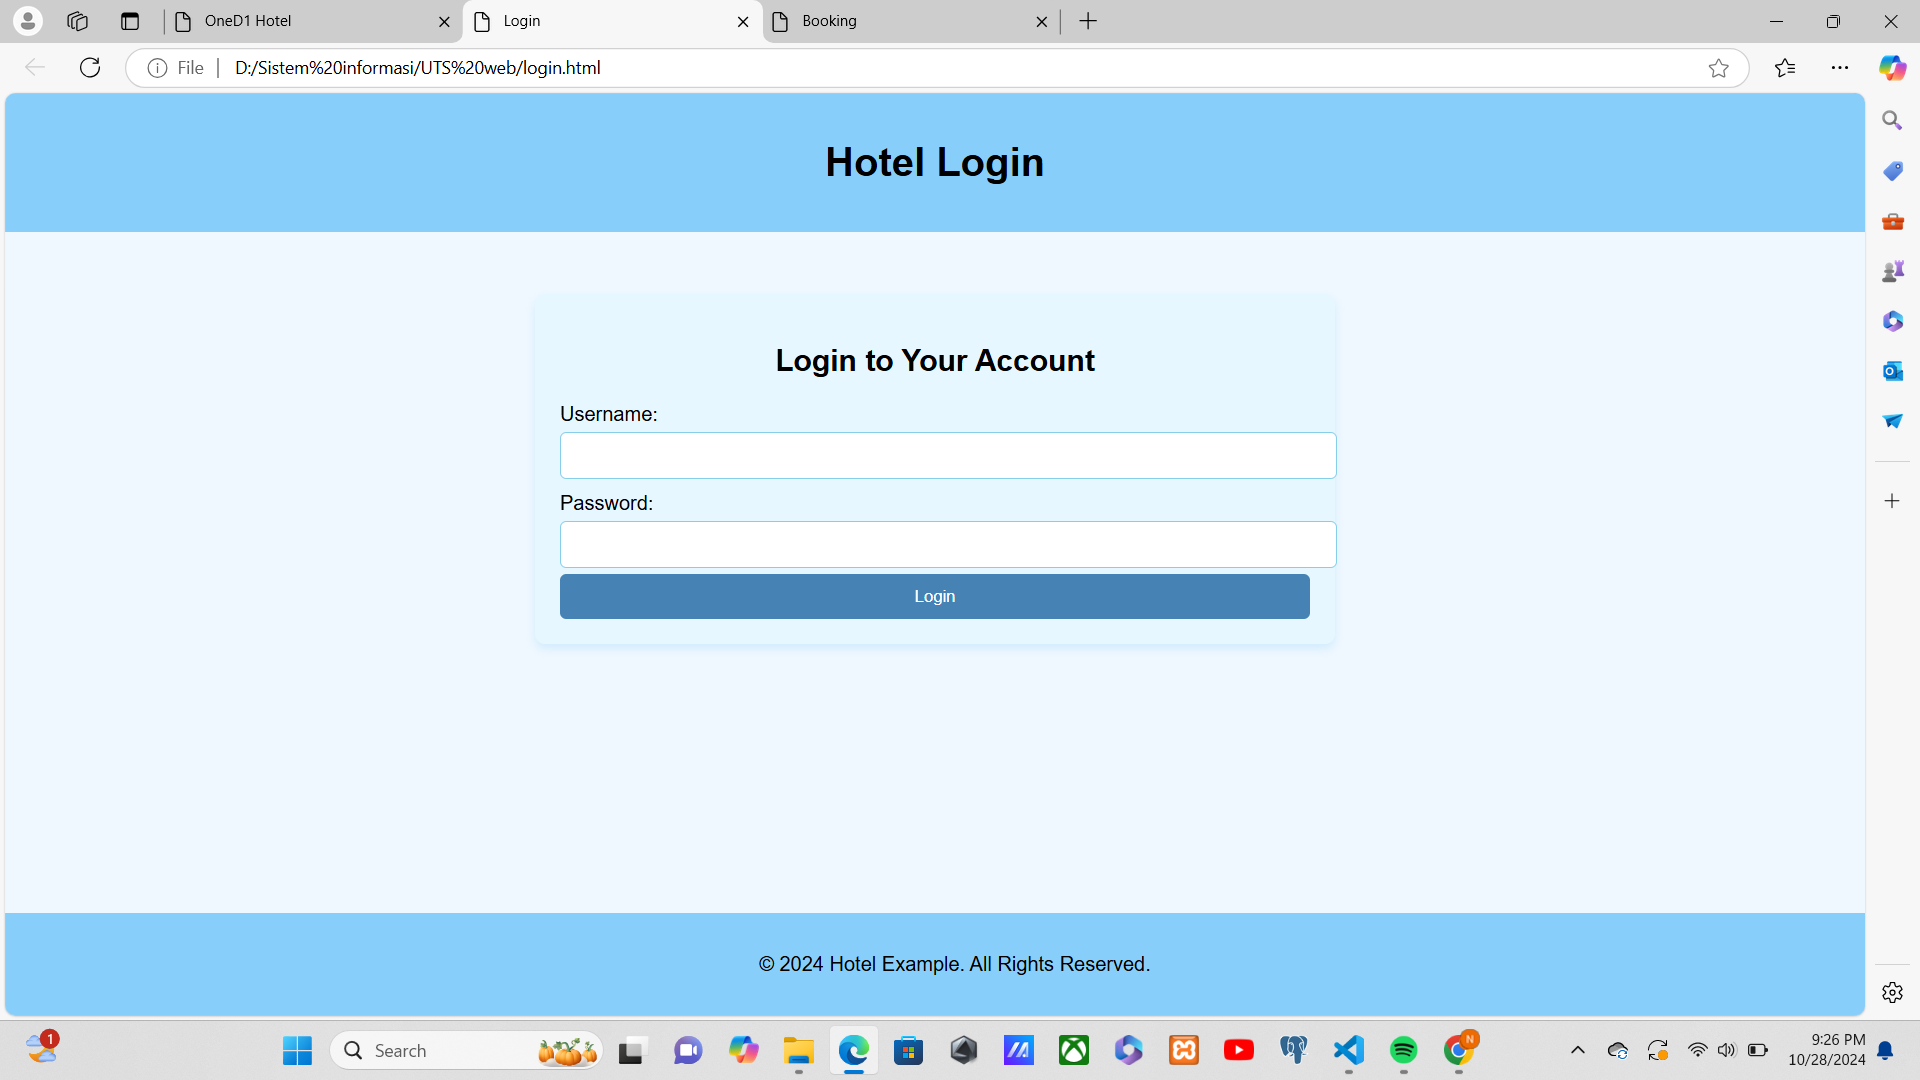 OneD1 Hotel
Login
Booking
File
D:/Sistem%20informasi/UTS%20web/login.html
Hotel Login
Login to Your Account
Username:
Password:
Login
© 2024 Hotel Example. All Rights Reserved.
1
Search
N
9:26 PM
10/28/2024